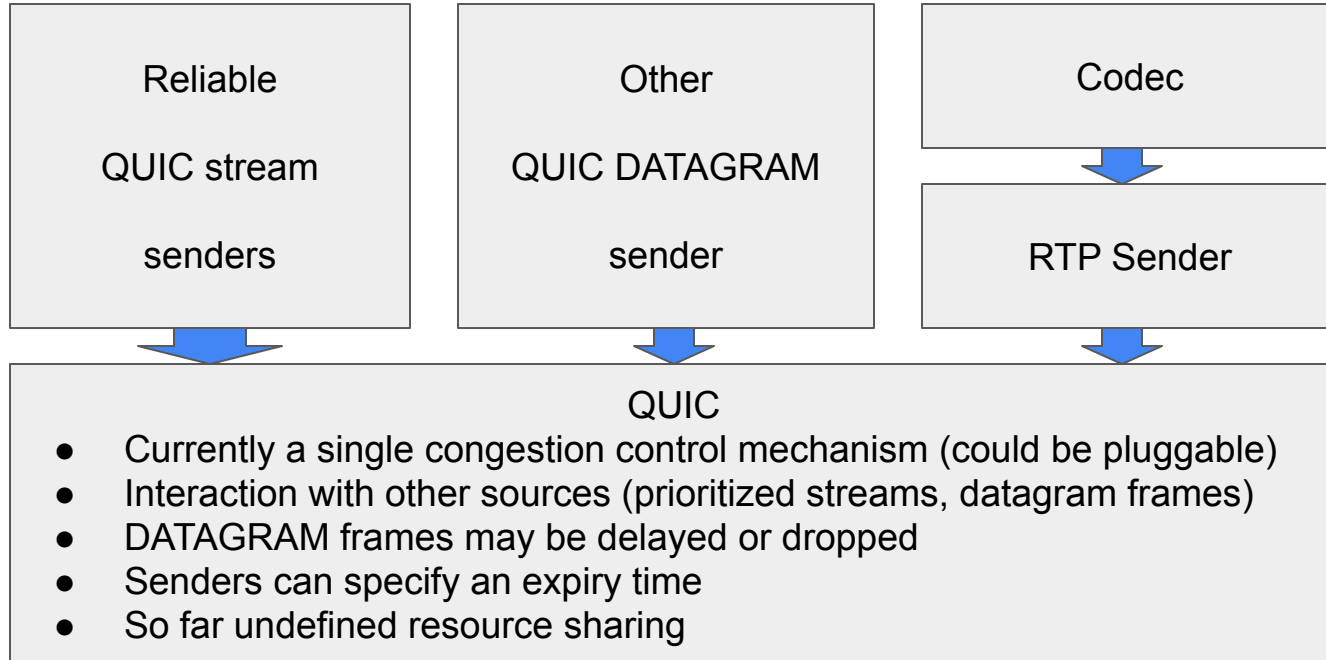 Reliable
QUIC stream
senders
Other
QUIC DATAGRAM
sender
Codec
RTP Sender
QUIC
● Currently a single congestion control mechanism (could be pluggable)
● Interaction with other sources (prioritized streams, datagram frames)
● DATAGRAM frames may be delayed or dropped
● Senders can specify an expiry time
● So far undefined resource sharing